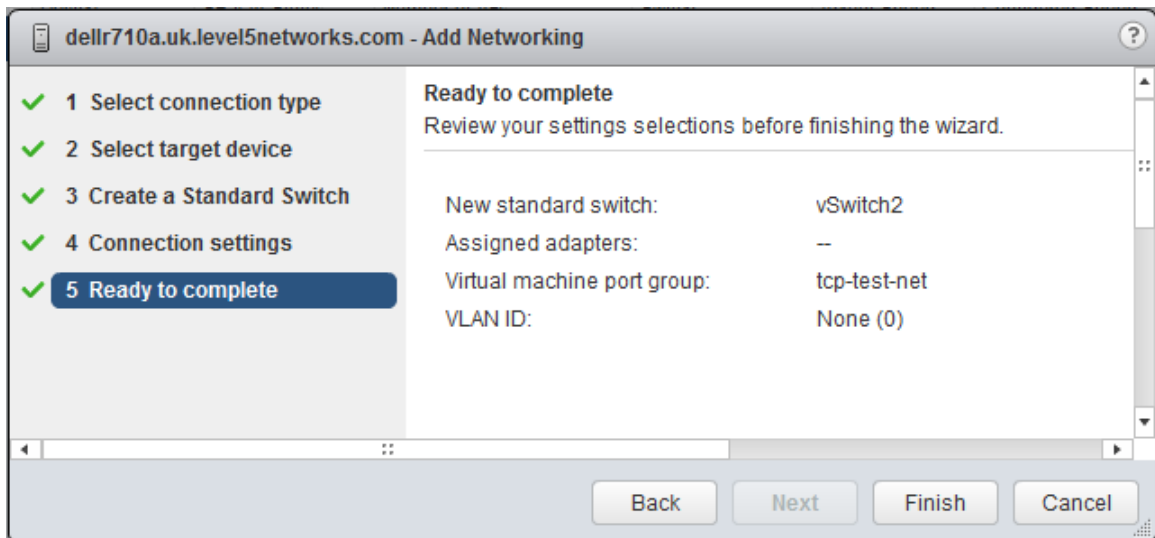 dellr710a.uk.level5networks.com - Add Networking
?
1 Select connection type
2 Select target device
3 Create a Standard Switch
4 Connection settings
5 Ready to complete
Ready to complete
Review your settings selections before finishing the wizard.
New standard switch: vSwitch2
Assigned adapters: --
Virtual machine port group: tcp-test-net
VLAN ID: None (0)
Back Next Finish Cancel